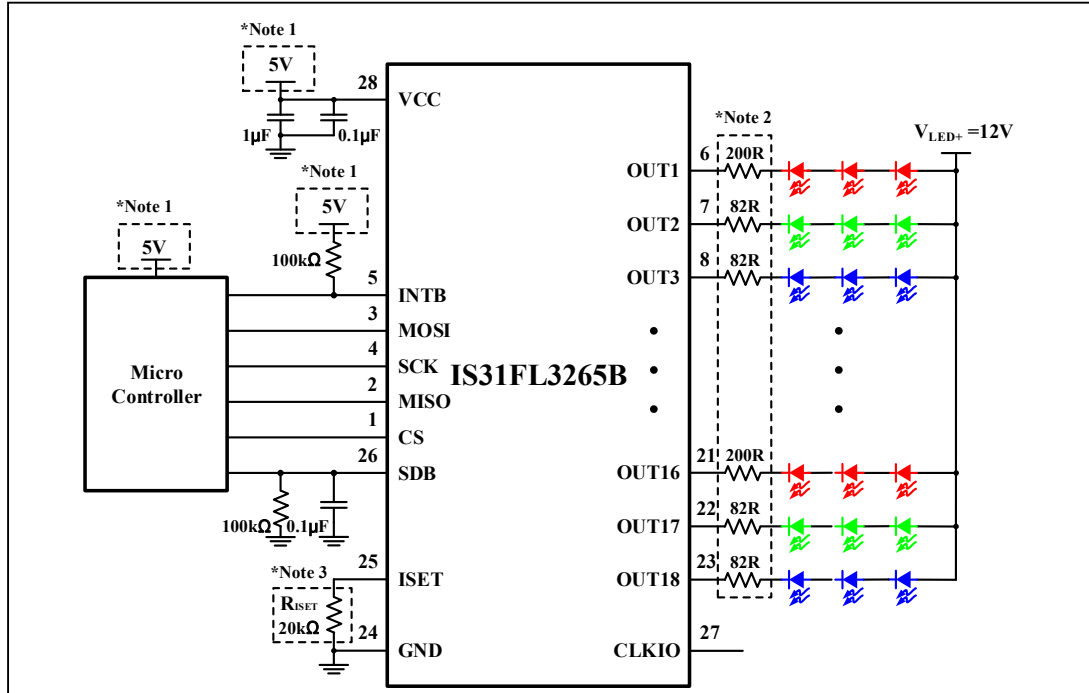 *Note 1
5V
28
VCC
1µF
0.1µF
*Note 1
5V
100kΩ
*Note 1
5V
Micro
Controller
5
INTB
3
MOSI
4
SCK
2
MISO
1
CS
26
SDB
100kΩ
0.1µF
*Note 3
25
ISET
RISET
20kΩ
24
GND
IS31FL3265B
*Note 2
VLED+ =12V
OUT1
6
200R
OUT2
7
82R
OUT3
8
82R
OUT16
21
200R
OUT17
22
82R
OUT18
23
82R
CLKIO
27